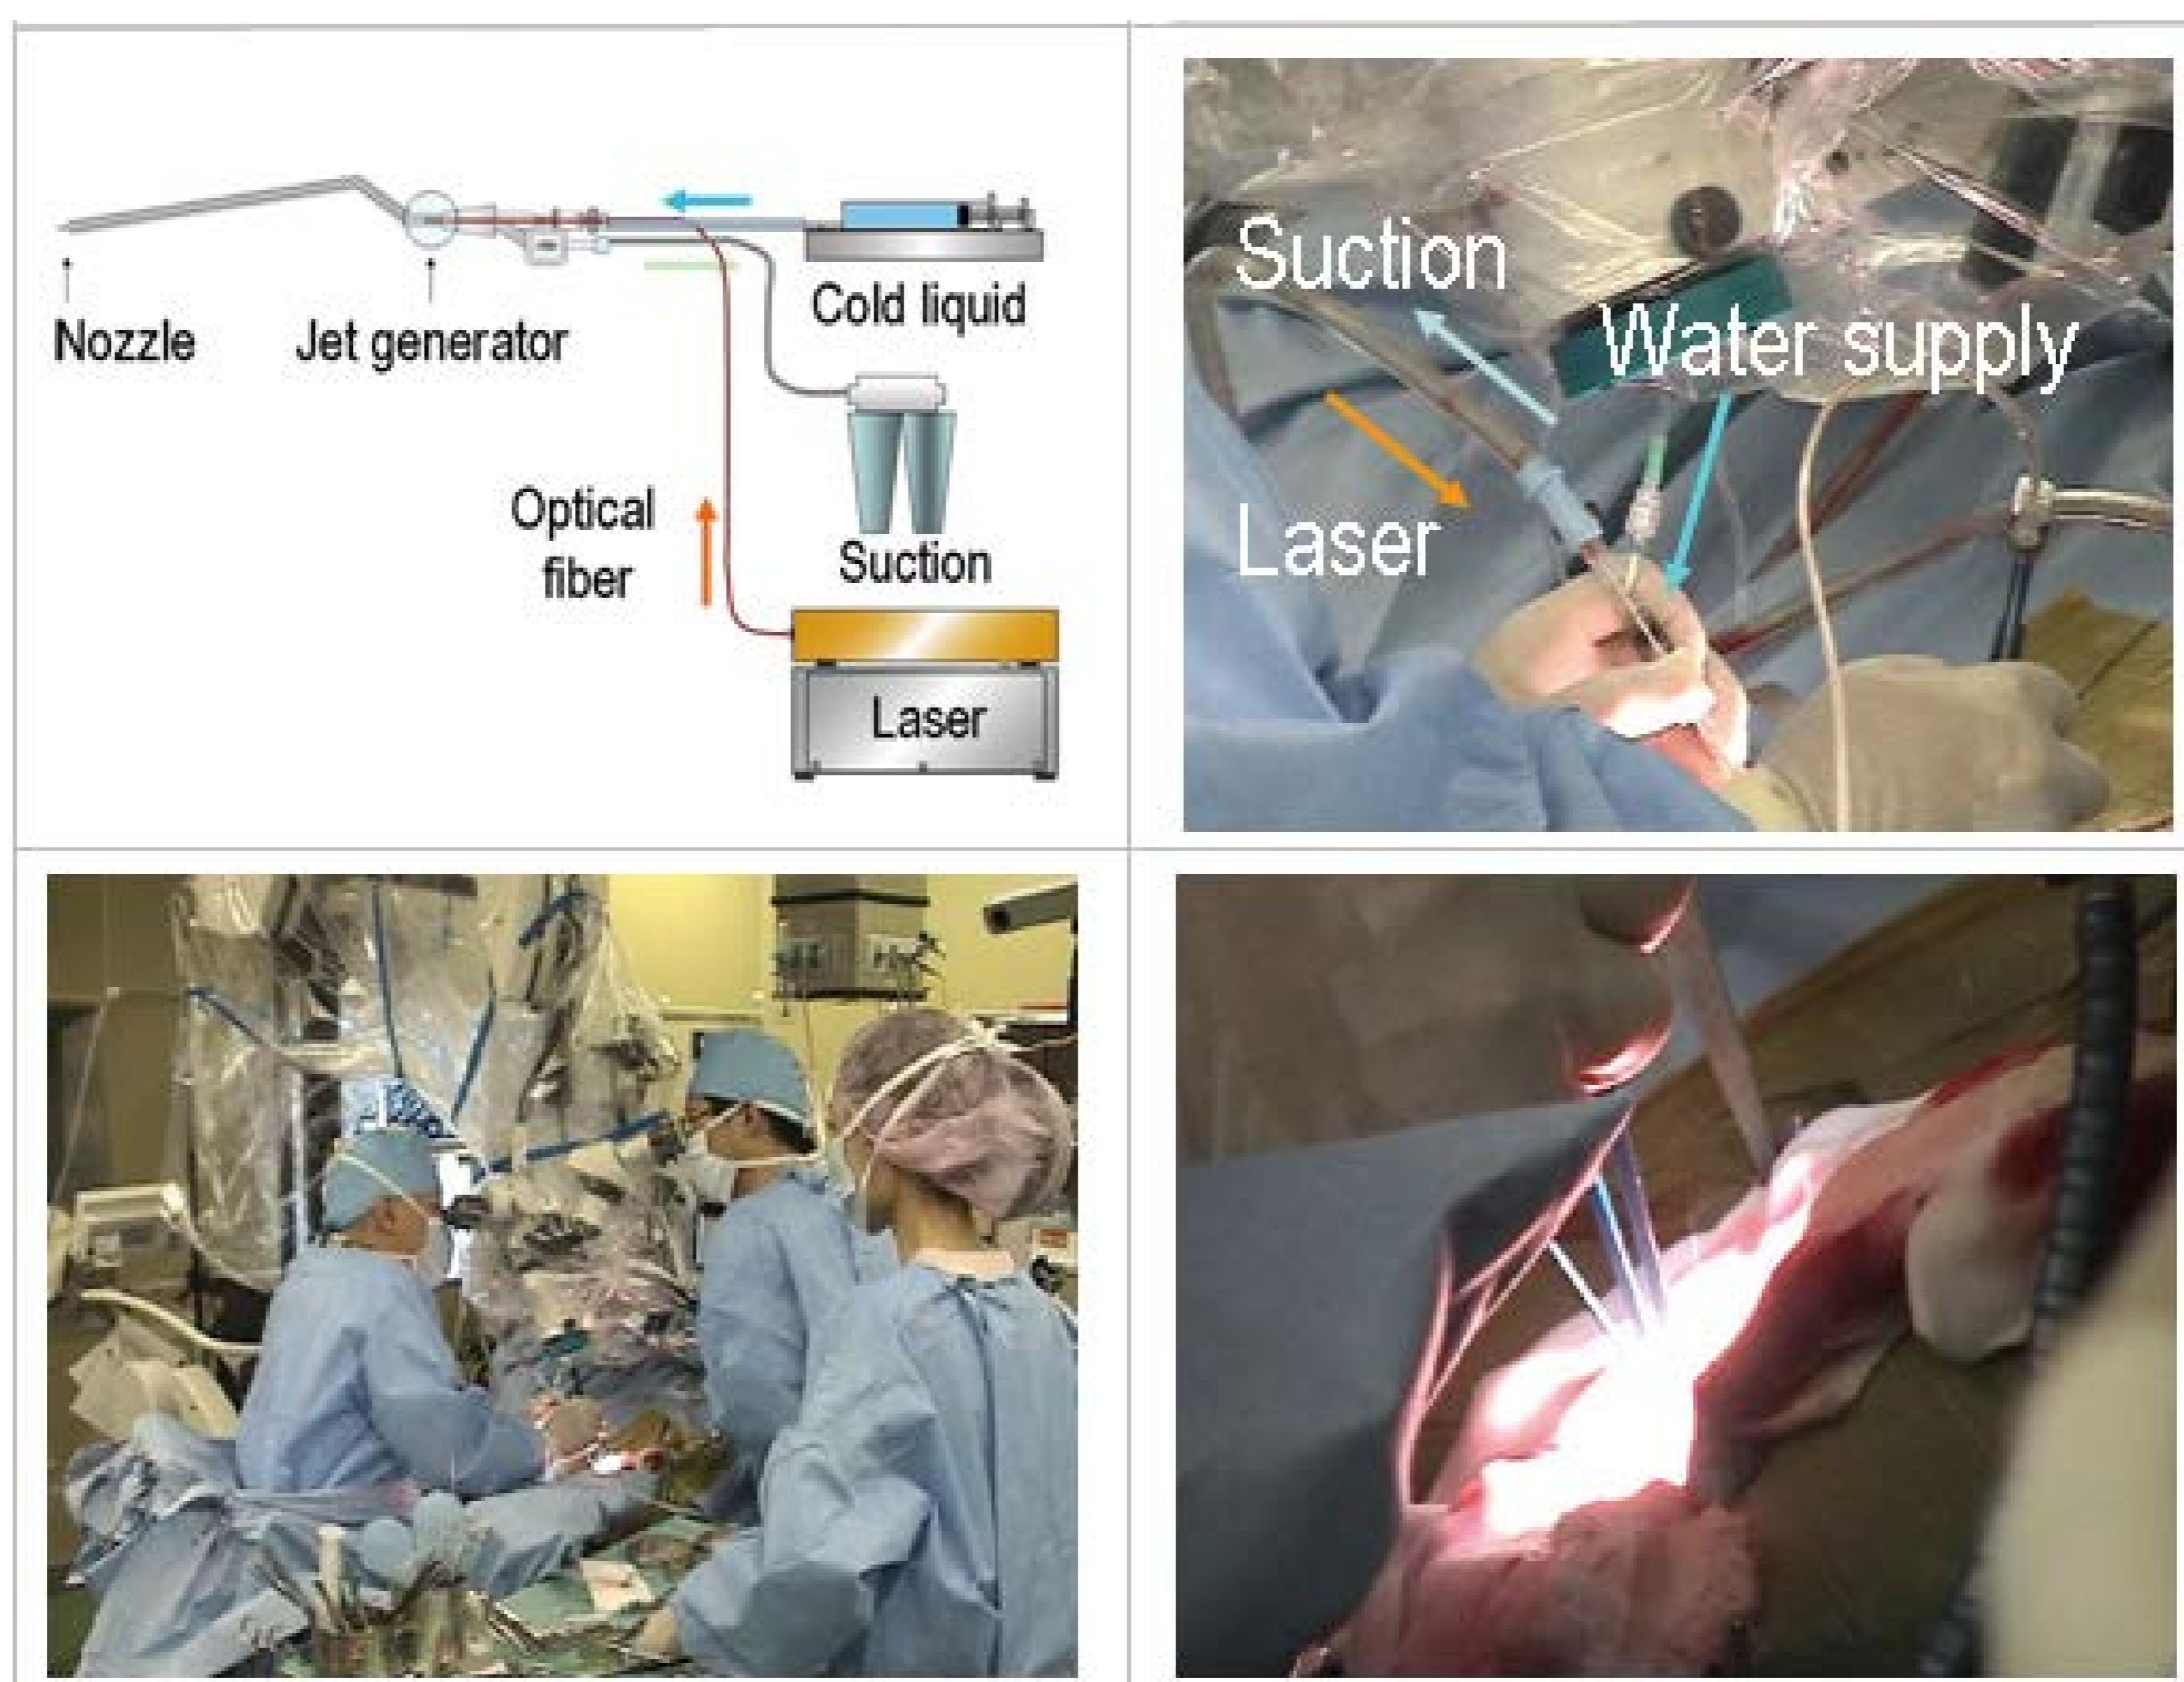 Nozzle
Jet generator
Cold liquid
Optical
fiber
Suction
Laser
Suction
Water supply
Laser